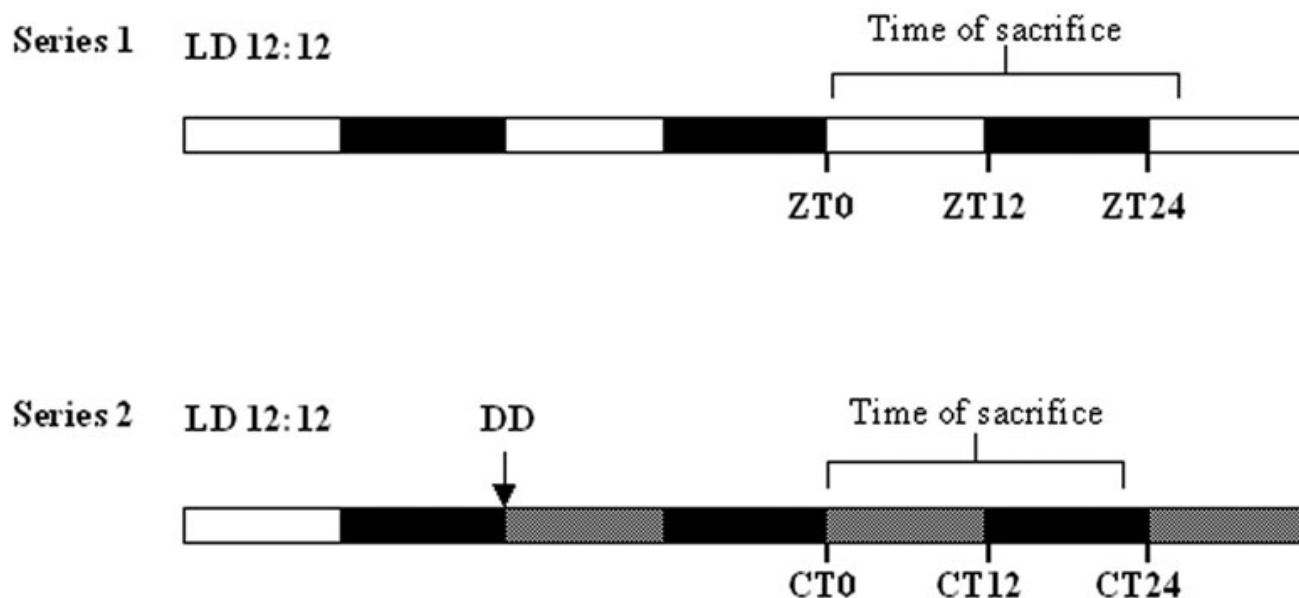 Series 1 LD 12:12 Time of sacrifice
ZT0 ZT12 ZT24
Series 2 LD 12:12 DD Time of sacrifice
CT0 CT12 CT24